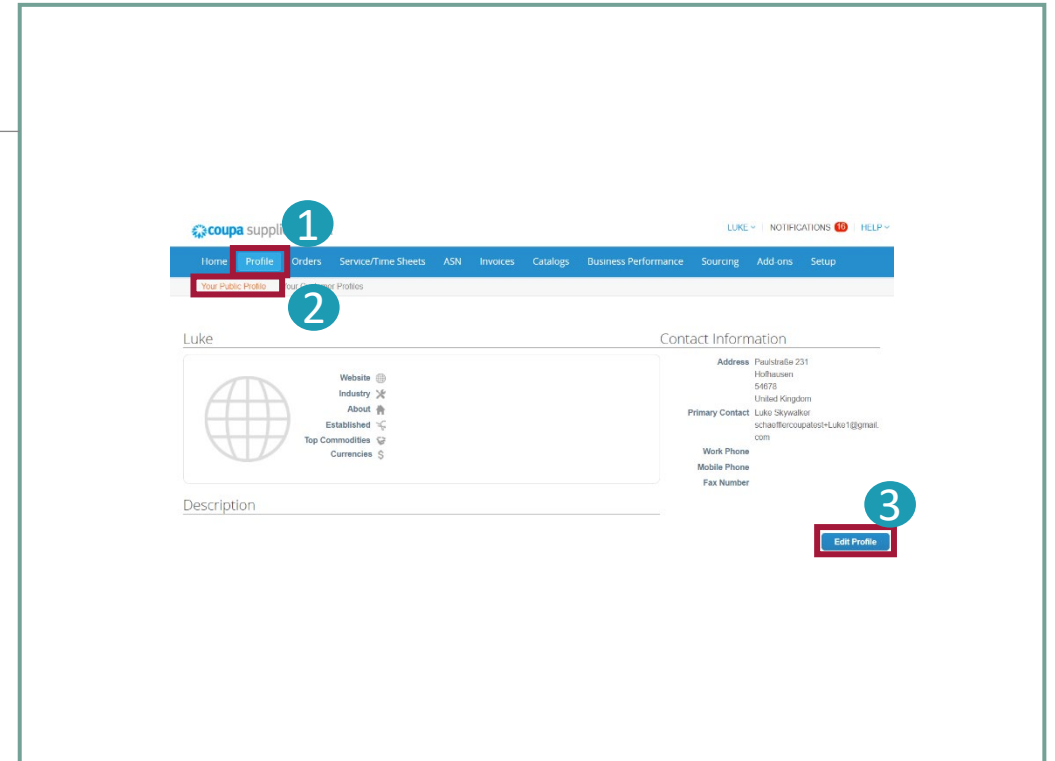 1
coupa suppli
LUKE | NOTIFICATIONS 10 | HELP
Home Profile Orders Service/Time Sheets ASN Invoices Catalogs Business Performance Sourcing Add-ons Setup
Your Public Profile Profiles
2
Luke
Website
Industry
About
Established
Top Commodities
Currencies $
Description
Contact Information
Address Paulstraße 231
Hofhausen
54678
United Kingdom
Primary Contact Luke Skywalker
schaefflercoupatest+Luke1@gmail.
com
Work Phone
Mobile Phone
Fax Number
3
Edit Profile